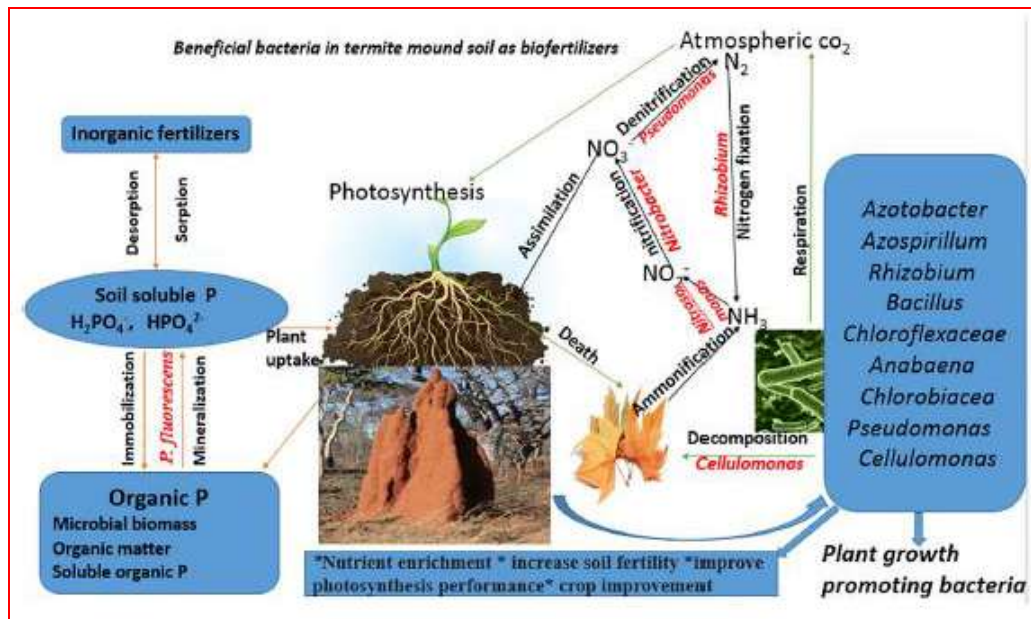 Beneficial bacteria in termite mound soil as biofertilizers
Atmospheric co₂
N₂
Inorganic fertilizers
Desorption
Sorption
Photosynthesis
Denitrification
Pseudomonas
NO₃⁻
Assimilation
nitrification
Nitrobacter
Rhizobium
Nitrogen fixation
Respiration
NO₂⁻
Nitroso
monas
NH₃
Soil soluble P
H₂PO₄⁻, HPO₄²⁻
Plant
uptake
Death
Ammonification
Immobilization
P. fluorescens
Mineralization
Decomposition
Cellulomonas
Organic P
Microbial biomass
Organic matter
Soluble organic P
Azotobacter
Azospirillum
Rhizobium
Bacillus
Chloroflexaceae
Anabaena
Chlorobiacea
Pseudomonas
Cellulomonas
*Nutrient enrichment * increase soil fertility *improve
photosynthesis performance* crop improvement
Plant growth
promoting bacteria